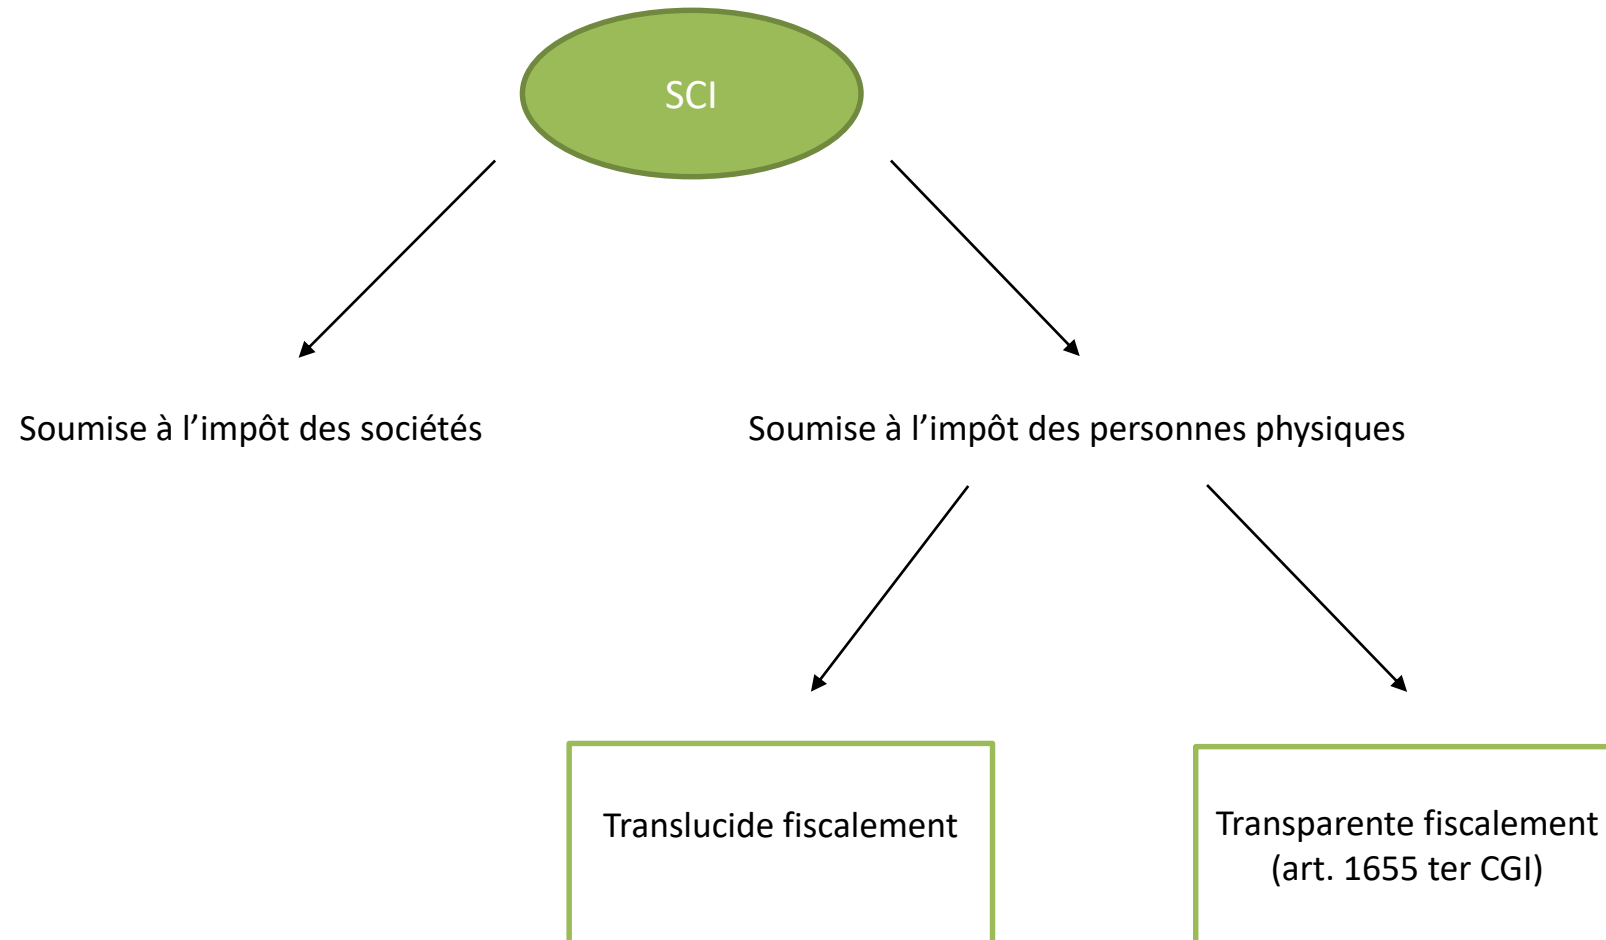 SCI
Soumise à l’impôt des sociétés
Soumise à l’impôt des personnes physiques
Translucide fiscalement
Transparente fiscalement
(art. 1655 ter CGI)